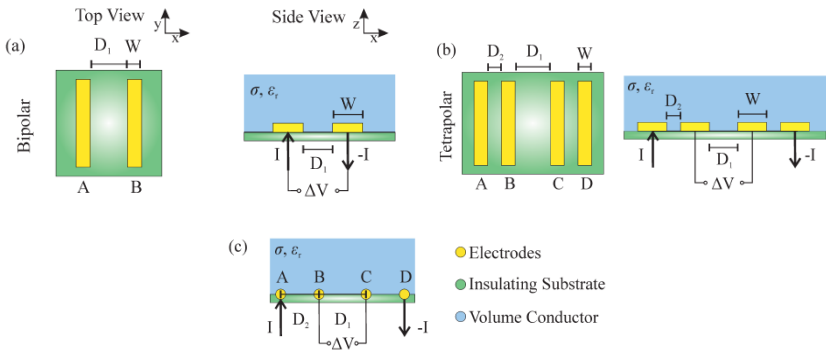 Top View
y
x
Side View
z
x
(a)
Bipolar
D₁ W
A B
σ, εᵣ
W
I
D₁
-I
ΔV
(b)
Tetrapolar
D₂ D₁ W
A B C D
σ, εᵣ
D₂
W
I
D₁
-I
ΔV
(c)
σ, εᵣ
A B C D
I
D₂ D₁
-I
ΔV
Electrodes
Insulating Substrate
Volume Conductor